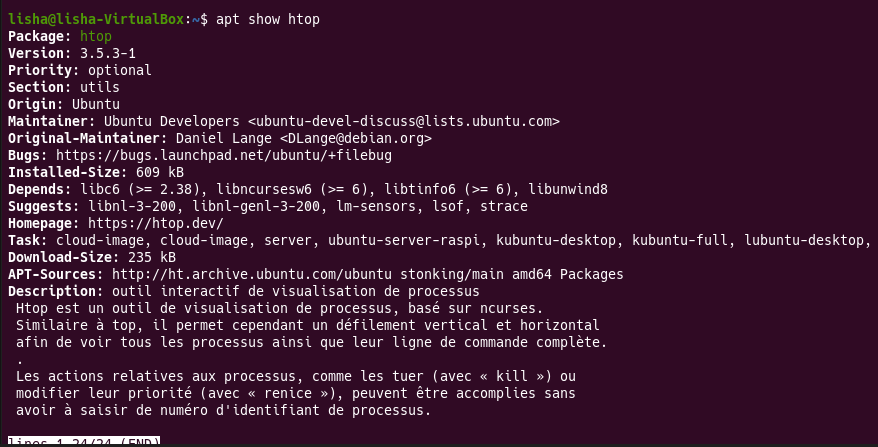 lisha@lisha-VirtualBox:~$ apt show htop
Package: htop
Version: 3.5.3-1
Priority: optional
Section: utils
Origin: Ubuntu
Maintainer: Ubuntu Developers <ubuntu-devel-discuss@lists.ubuntu.com>
Original-Maintainer: Daniel Lange <DLange@debian.org>
Bugs: https://bugs.launchpad.net/ubuntu/+filebug
Installed-Size: 609 kB
Depends: libc6 (>= 2.38), libncursesw6 (>= 6), libtinfo6 (>= 6), libunwind8
Suggests: libnl-3-200, libnl-genl-3-200, lm-sensors, lsof, strace
Homepage: https://htop.dev/
Task: cloud-image, cloud-image, server, ubuntu-server-raspi, kubuntu-desktop, kubuntu-full, lubuntu-desktop,
Download-Size: 235 kB
APT-Sources: http://ht.archive.ubuntu.com/ubuntu stonking/main amd64 Packages
Description: outil interactif de visualisation de processus
 Htop est un outil de visualisation de processus, basé sur ncurses.
 Similaire à top, il permet cependant un défilement vertical et horizontal
 afin de voir tous les processus ainsi que leur ligne de commande complète.
 .
 Les actions relatives aux processus, comme les tuer (avec « kill ») ou
 modifier leur priorité (avec « renice »), peuvent être accomplies sans
 avoir à saisir de numéro d'identifiant de processus.
lines 1-24/24 (END)